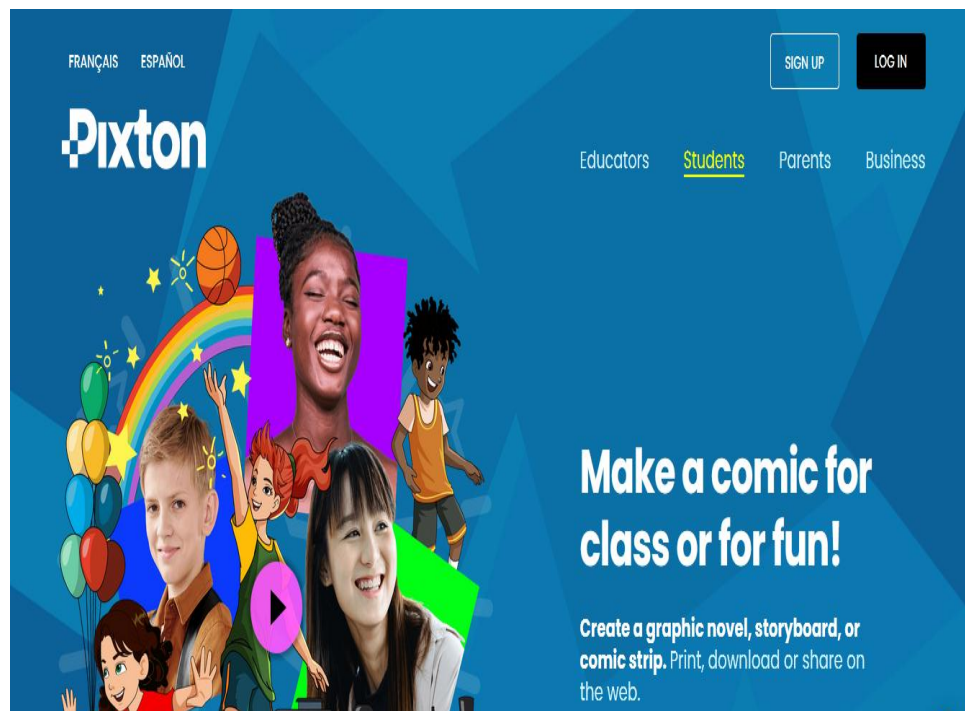 FRANÇAIS ESPAÑOL
SIGN UP LOG IN
Pixton
Educators Students Parents Business
Make a comic for
class or for fun!
Create a graphic novel, storyboard, or
comic strip. Print, download or share on
the web.